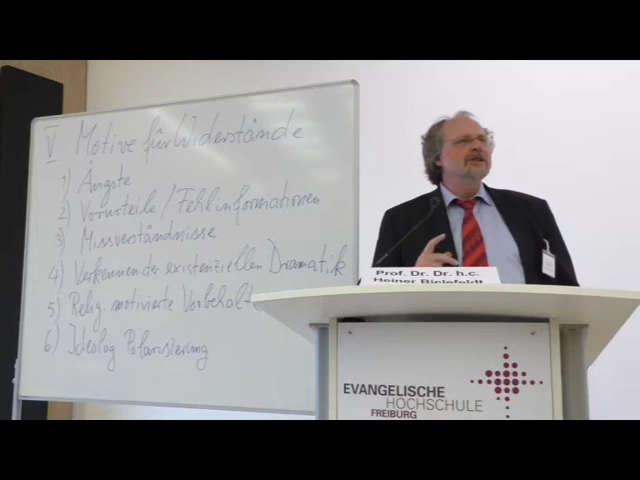 V Motive für Widerstände
1) Ängste
2) Vorurteile / Fehlinformationen
3) Missverständnisse
4) Verkennen der existenziellen Dramatik
5) Relig. motivierte Vorbehalte
6) Ideolog Polarisierung
Prof. Dr. Dr. h.c.
Heiner Bielefeldt
EVANGELISCHE
HOCHSCHULE
FREIBURG